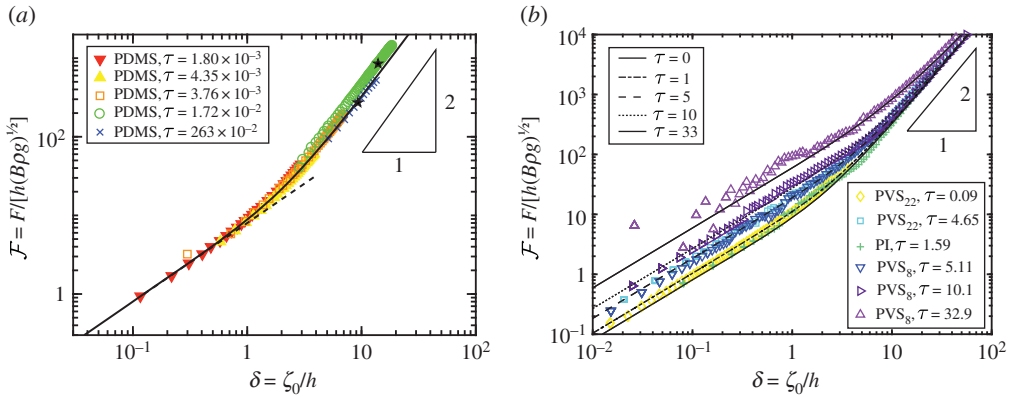 (a)
PDMS, τ = 1.80 × 10⁻³
PDMS, τ = 4.35 × 10⁻³
PDMS, τ = 3.76 × 10⁻³
PDMS, τ = 1.72 × 10⁻²
PDMS, τ = 263 × 10⁻²
2
1
10²
1
ℱ = F/[h(Bρg)^½]
10⁻¹
1
10
10²
δ = ζ₀/h
(b)
τ = 0
τ = 1
τ = 5
τ = 10
τ = 33
2
1
PVS₂₂, τ = 0.09
PVS₂₂, τ = 4.65
PI, τ = 1.59
PVS₈, τ = 5.11
PVS₈, τ = 10.1
PVS₈, τ = 32.9
10⁴
10³
10²
10
1
10⁻¹
ℱ = F/[h(Bρg)^½]
10⁻²
10⁻¹
1
10
10²
δ = ζ₀/h